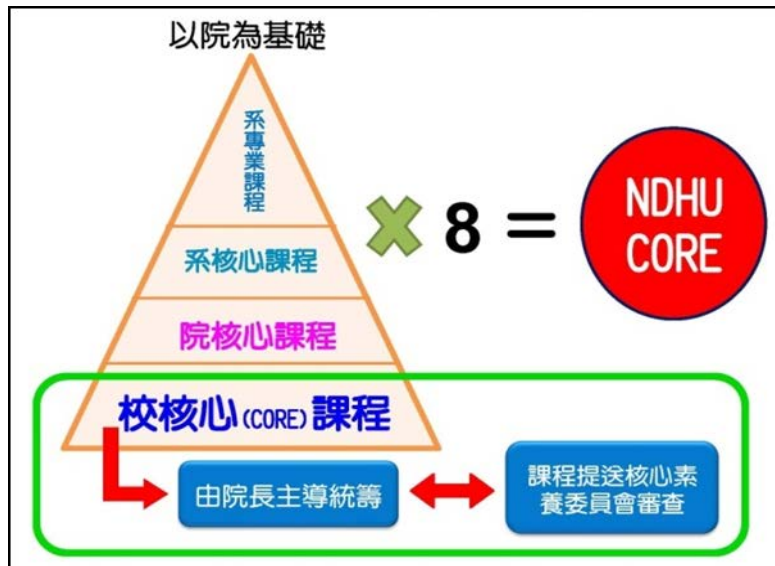 以院為基礎
系專業課程
系核心課程
院核心課程
校核心(CORE)課程
× 8 =
NDHU
CORE
由院長主導統籌
課程提送核心素
養委員會審查